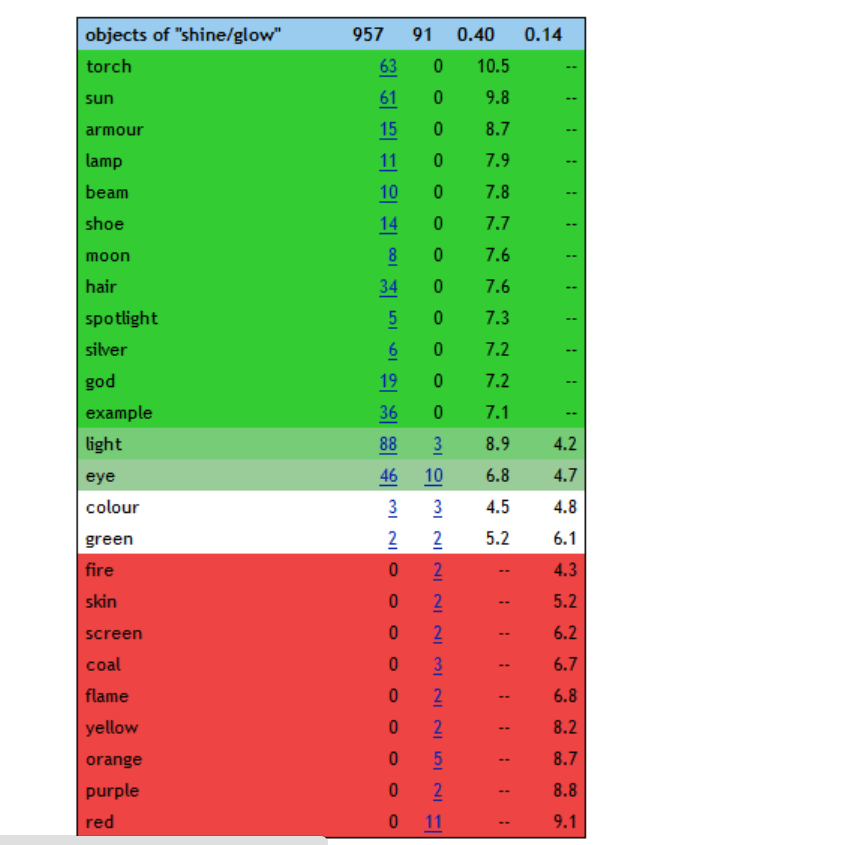 objects of "shine/glow" 957 91 0.40 0.14
torch 63 0 10.5 --
sun 61 0 9.8 --
armour 15 0 8.7 --
lamp 11 0 7.9 --
beam 10 0 7.8 --
shoe 14 0 7.7 --
moon 8 0 7.6 --
hair 34 0 7.6 --
spotlight 5 0 7.3 --
silver 6 0 7.2 --
god 19 0 7.2 --
example 36 0 7.1 --
light 88 3 8.9 4.2
eye 46 10 6.8 4.7
colour 3 3 4.5 4.8
green 2 2 5.2 6.1
fire 0 2 -- 4.3
skin 0 2 -- 5.2
screen 0 2 -- 6.2
coal 0 3 -- 6.7
flame 0 2 -- 6.8
yellow 0 2 -- 8.2
orange 0 5 -- 8.7
purple 0 2 -- 8.8
red 0 11 -- 9.1